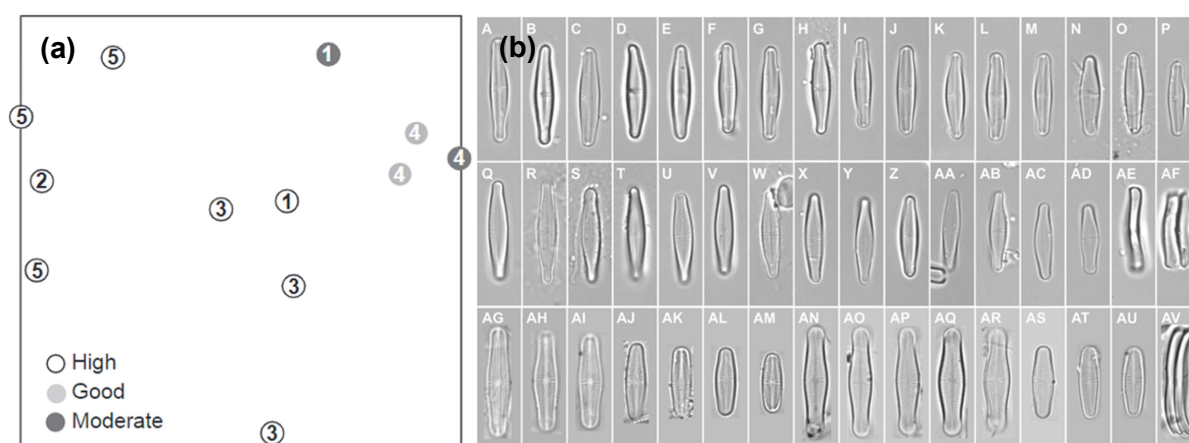 (a)
5
1
5
4
4
4
2
1
3
5
3
High
Good
Moderate
3
(b)
A B C D E F G H I J K L M N O P
Q R S T U V W X Y Z AA AB AC AD AE AF
AG AH AI AJ AK AL AM AN AO AP AQ AR AS AT AU AV